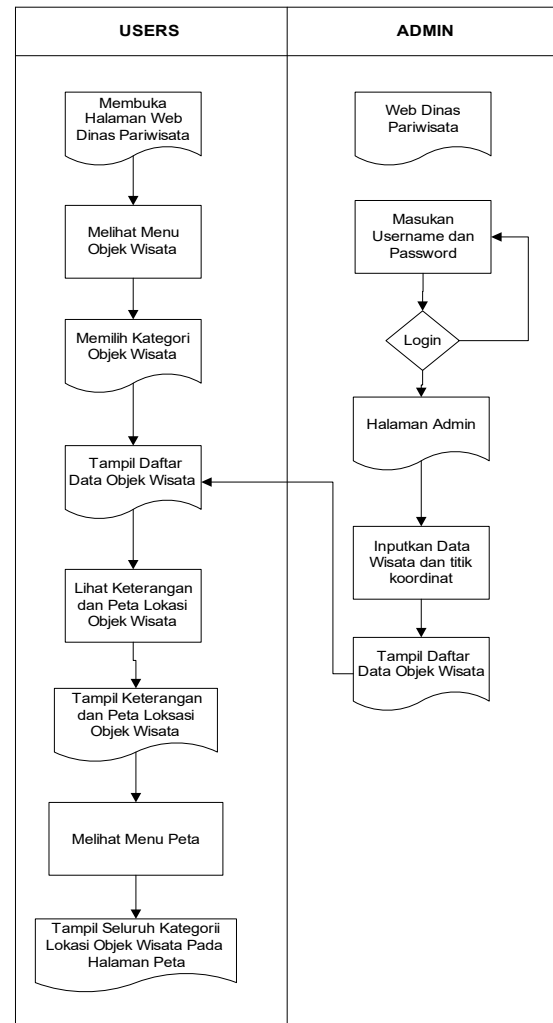 USERS
ADMIN
Membuka
Halaman Web
Dinas Pariwisata
Melihat Menu
Objek Wisata
Memilih Kategori
Objek Wisata
Tampil Daftar
Data Objek Wisata
Lihat Keterangan
dan Peta Lokasi
Objek Wisata
Tampil Keterangan
dan Peta Loksasi
Objek Wisata
Melihat Menu Peta
Tampil Seluruh Kategorii
Lokasi Objek Wisata Pada
Halaman Peta
Web Dinas
Pariwisata
Masukan
Username dan
Password
Login
Halaman Admin
Inputkan Data
Wisata dan titik
koordinat
Tampil Daftar
Data Objek Wisata